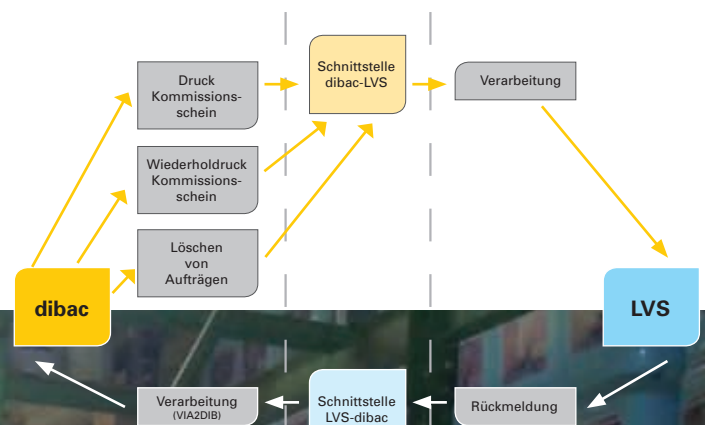 Druck
Kommissions-
schein
Schnittstelle
dibac-LVS
Verarbeitung
Wiederholdruck
Kommissions-
schein
Löschen
von
Aufträgen
dibac
LVS
Verarbeitung
(VIA2DIB)
Schnittstelle
LVS-dibac
Rückmeldung